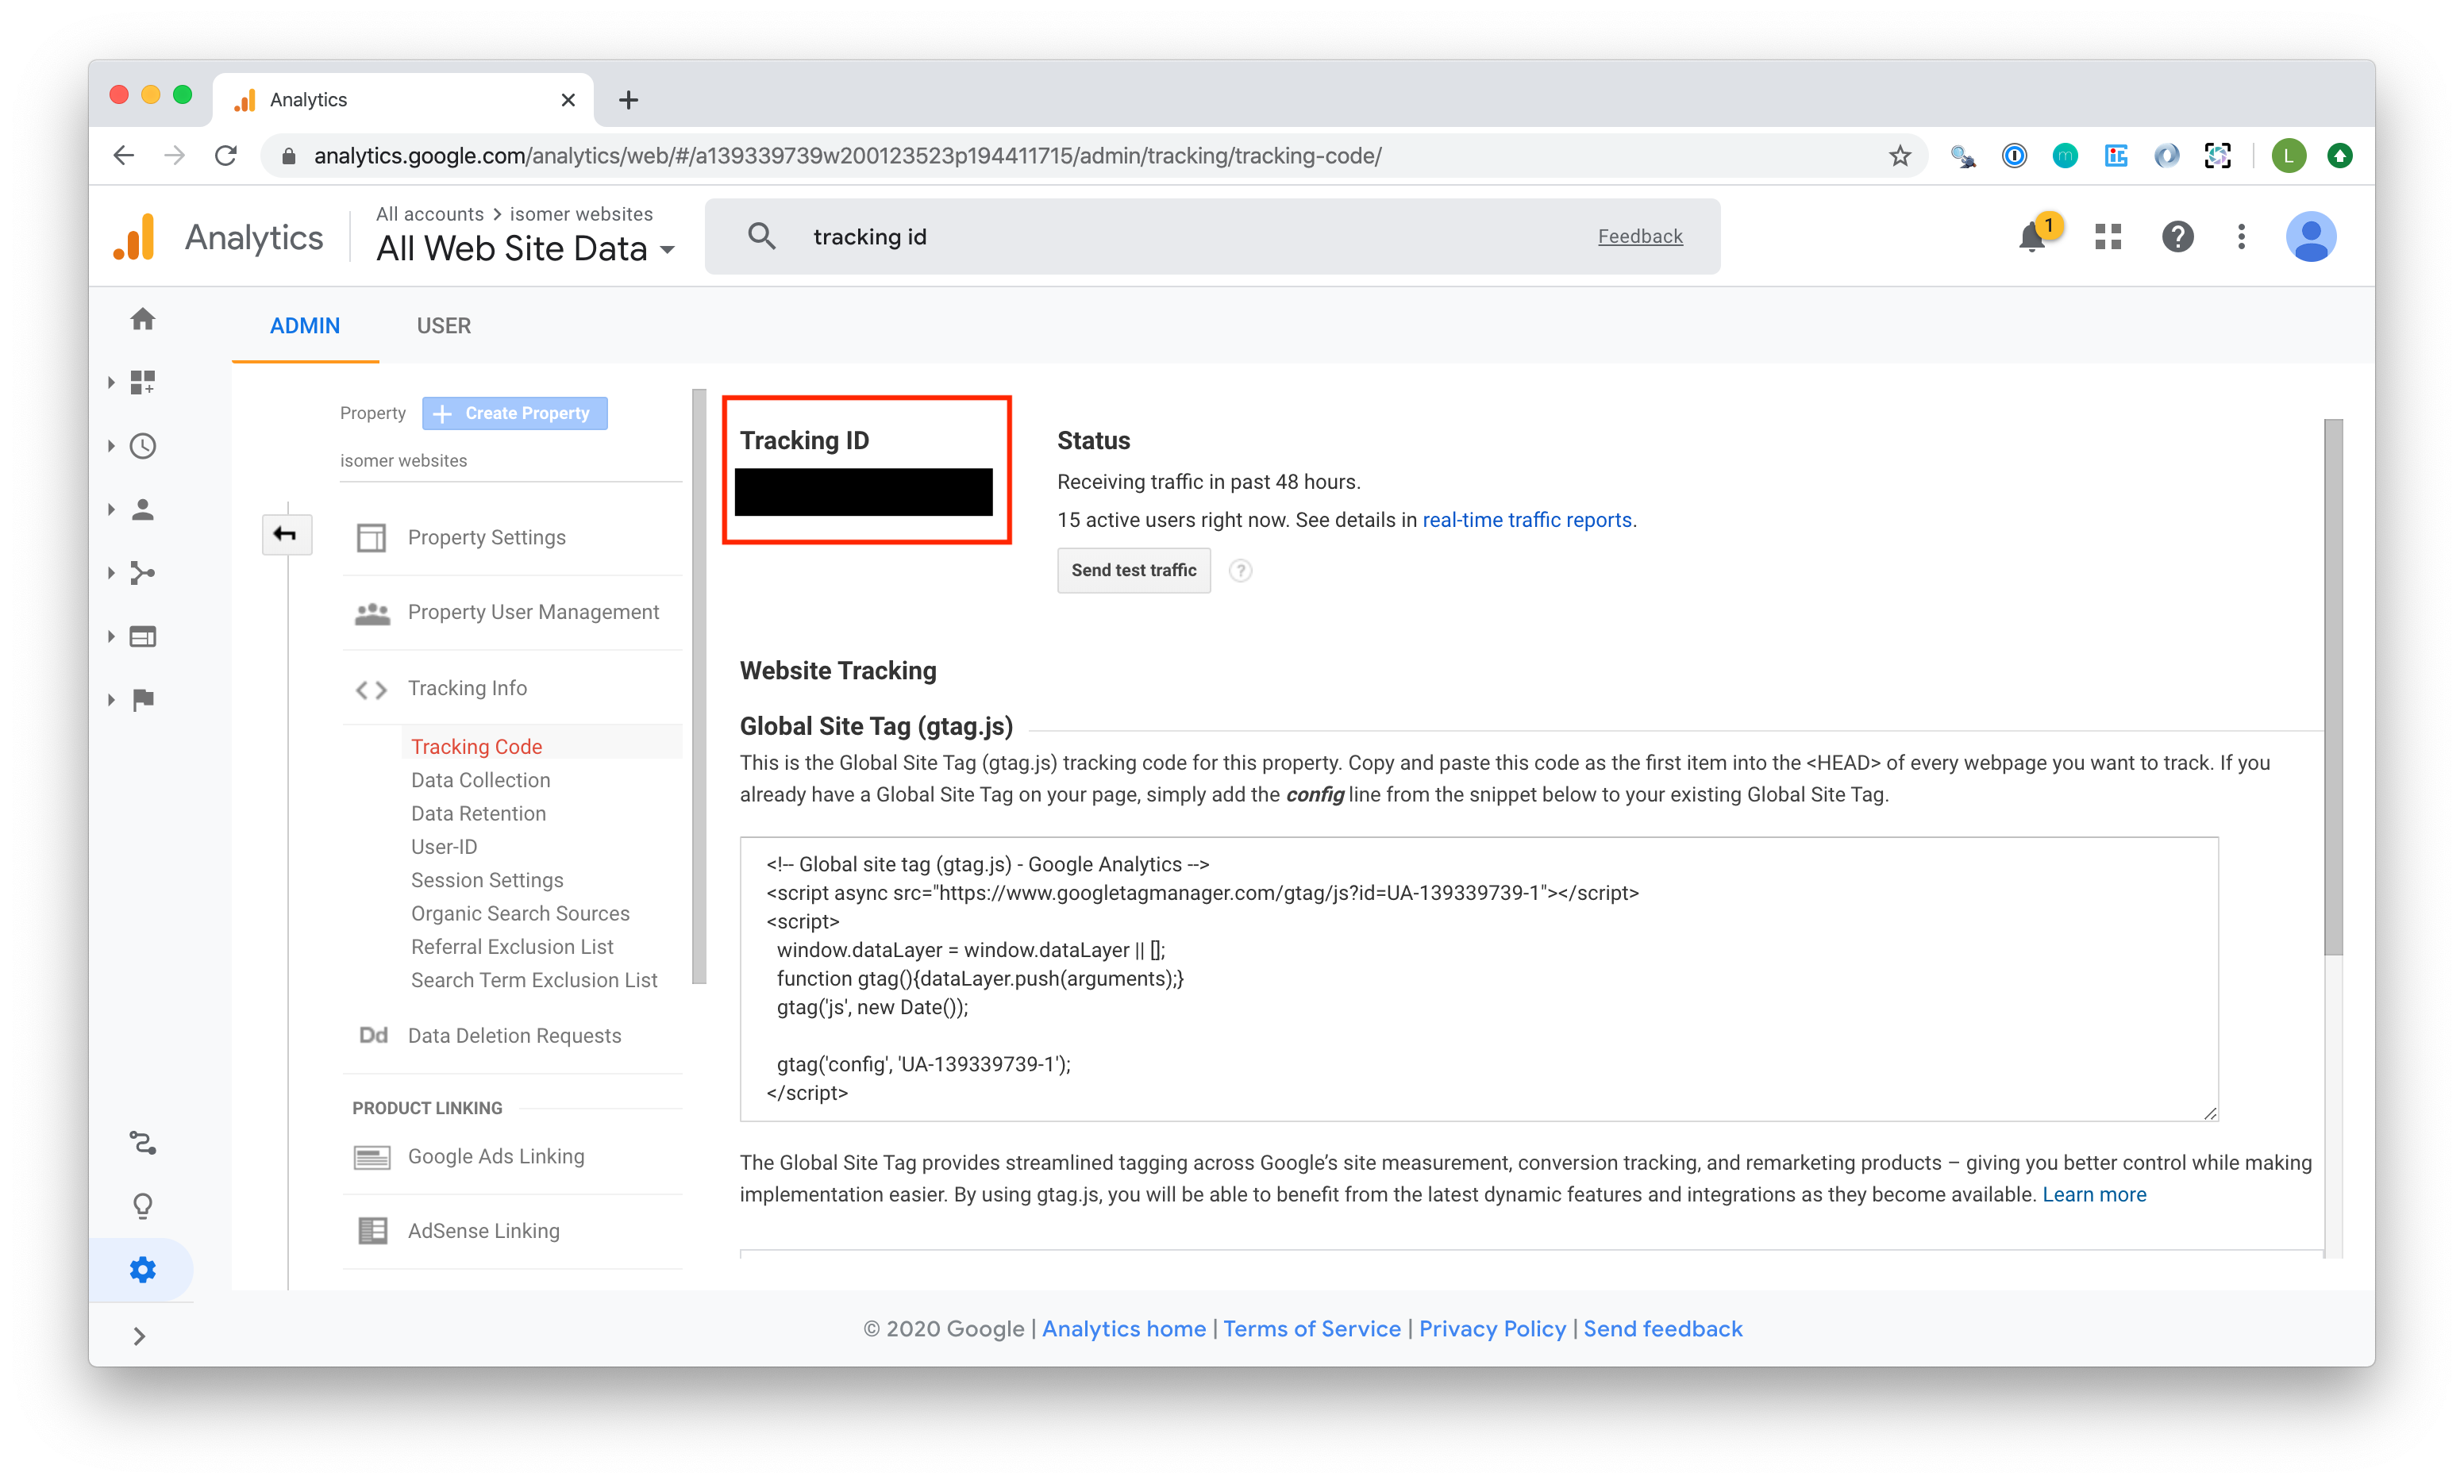 Analytics
analytics.google.com/analytics/web/#/a139339739w200123523p194411715/admin/tracking/tracking-code/
L
Analytics
All accounts > isomer websites
All Web Site Data
tracking id
Feedback
1
ADMIN
USER
Property
Create Property
isomer websites
Property Settings
Property User Management
Tracking Info
Tracking Code
Data Collection
Data Retention
User-ID
Session Settings
Organic Search Sources
Referral Exclusion List
Search Term Exclusion List
Dd Data Deletion Requests
PRODUCT LINKING
Google Ads Linking
AdSense Linking
Tracking ID
Status
Receiving traffic in past 48 hours.
15 active users right now. See details in real-time traffic reports.
Send test traffic
?
Website Tracking
Global Site Tag (gtag.js)
This is the Global Site Tag (gtag.js) tracking code for this property. Copy and paste this code as the first item into the <HEAD> of every webpage you want to track. If you
already have a Global Site Tag on your page, simply add the config line from the snippet below to your existing Global Site Tag.
<!-- Global site tag (gtag.js) - Google Analytics -->
<script async src="https://www.googletagmanager.com/gtag/js?id=UA-139339739-1"></script>
<script>
window.dataLayer = window.dataLayer || [];
function gtag(){dataLayer.push(arguments);}
gtag('js', new Date());
gtag('config', 'UA-139339739-1');
</script>
The Global Site Tag provides streamlined tagging across Google's site measurement, conversion tracking, and remarketing products – giving you better control while making
implementation easier. By using gtag.js, you will be able to benefit from the latest dynamic features and integrations as they become available. Learn more
© 2020 Google | Analytics home | Terms of Service | Privacy Policy | Send feedback